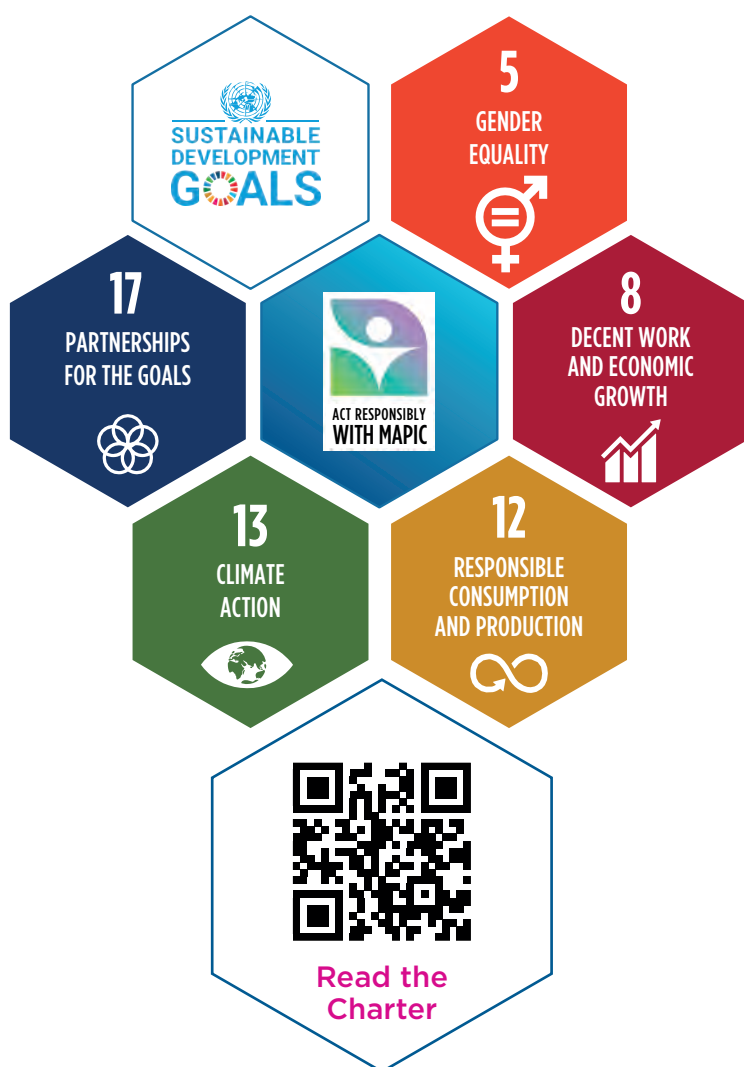 SUSTAINABLE
DEVELOPMENT
GOALS
5
GENDER
EQUALITY
17
PARTNERSHIPS
FOR THE GOALS
ACT RESPONSIBLY
WITH MAPIC
8
DECENT WORK
AND ECONOMIC
GROWTH
13
CLIMATE
ACTION
12
RESPONSIBLE
CONSUMPTION
AND PRODUCTION
Read the
Charter